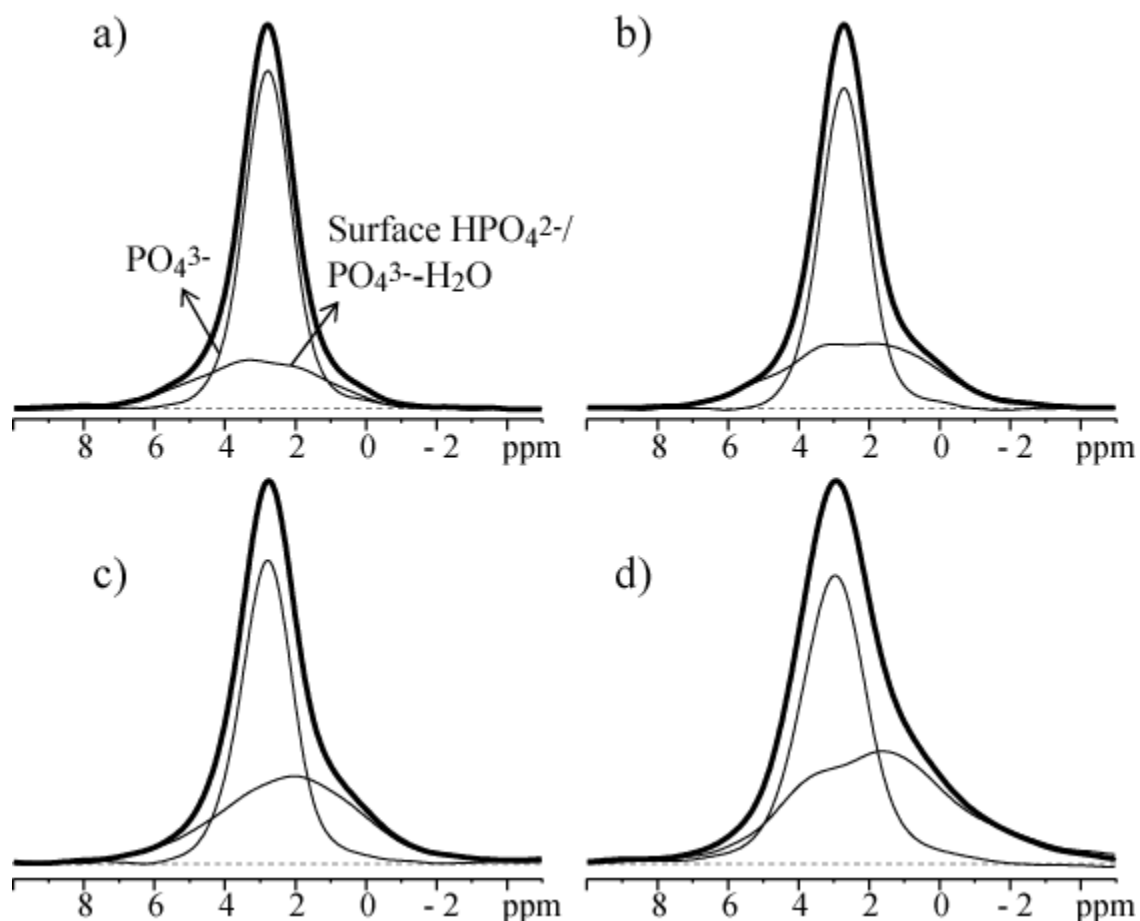 a)
PO₄³⁻
Surface HPO₄²⁻/
PO₄³⁻-H₂O
8 6 4 2 0 - 2 ppm
b)
8 6 4 2 0 - 2 ppm
c)
8 6 4 2 0 - 2 ppm
d)
8 6 4 2 0 - 2 ppm